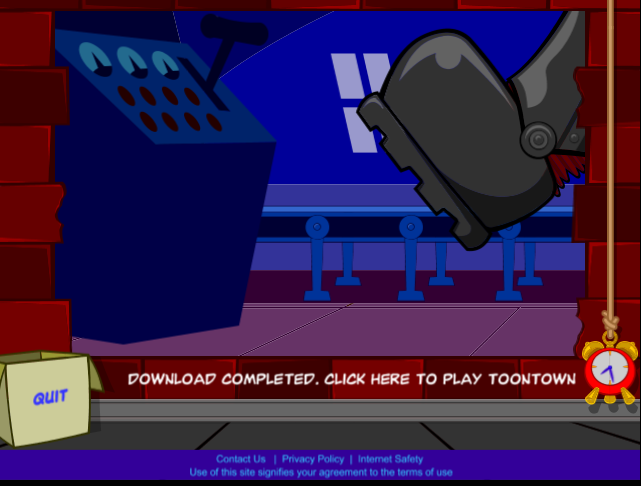 DOWNLOAD COMPLETED. CLICK HERE TO PLAY TOONTOWN
QUIT
Contact Us | Privacy Policy | Internet Safety
Use of this site signifies your agreement to the terms of use